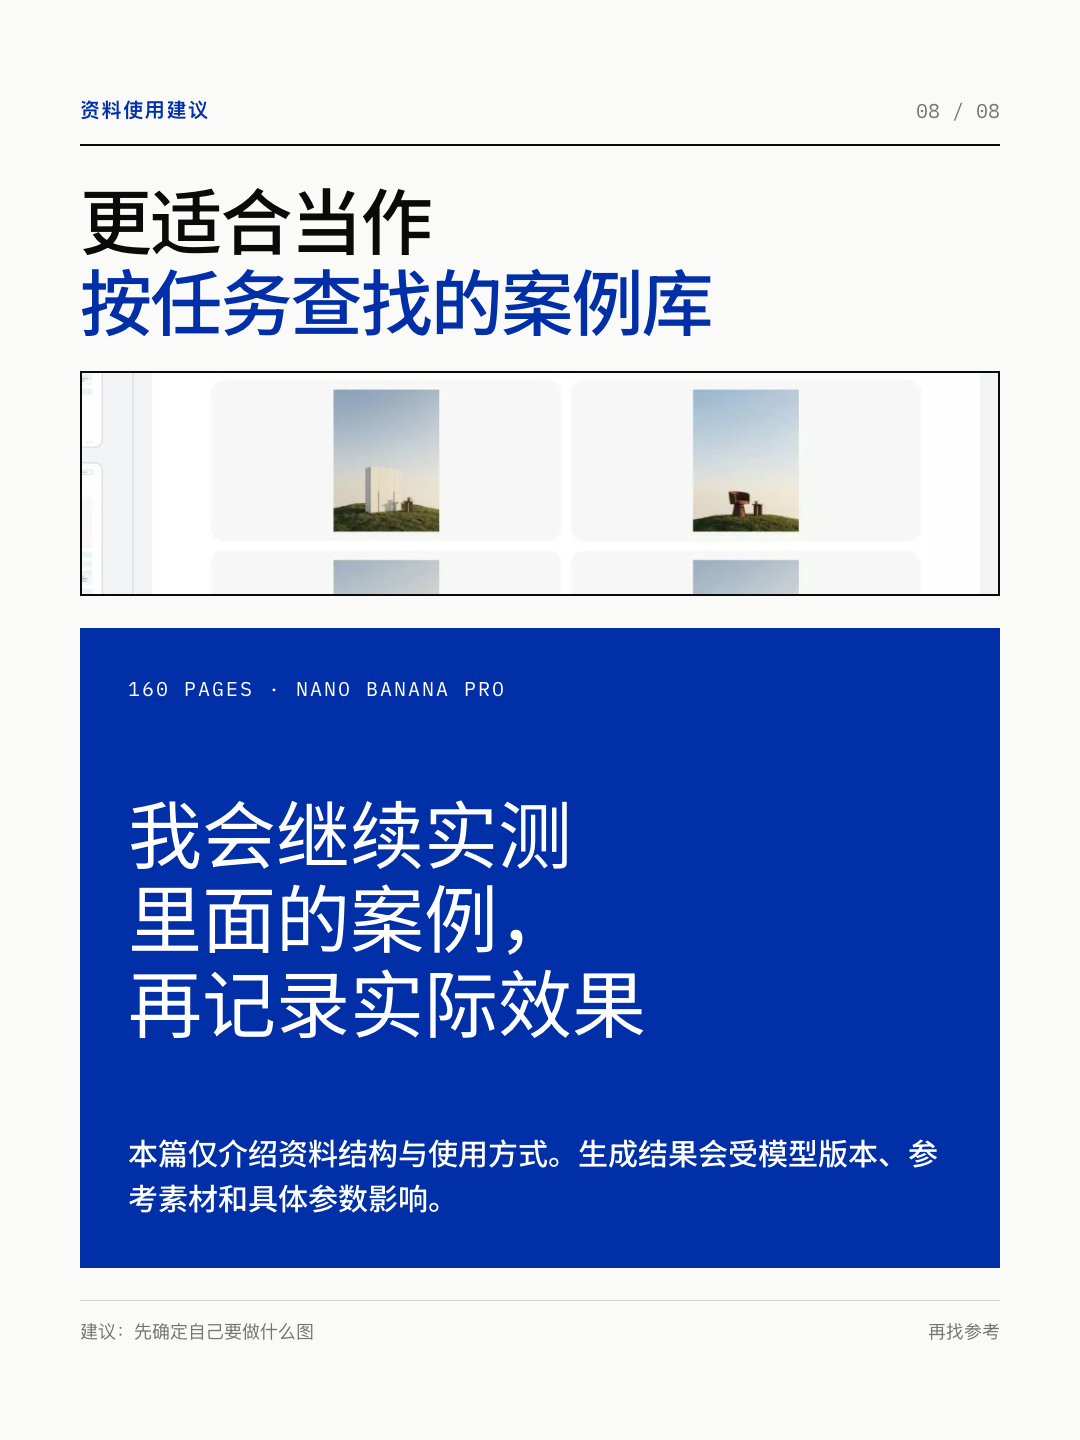 资料使用建议
08 / 08
更适合当作
按任务查找的案例库
160 PAGES · NANO BANANA PRO
我会继续实测
里面的案例，
再记录实际效果
本篇仅介绍资料结构与使用方式。生成结果会受模型版本、参
考素材和具体参数影响。
建议：先确定自己要做什么图
再找参考